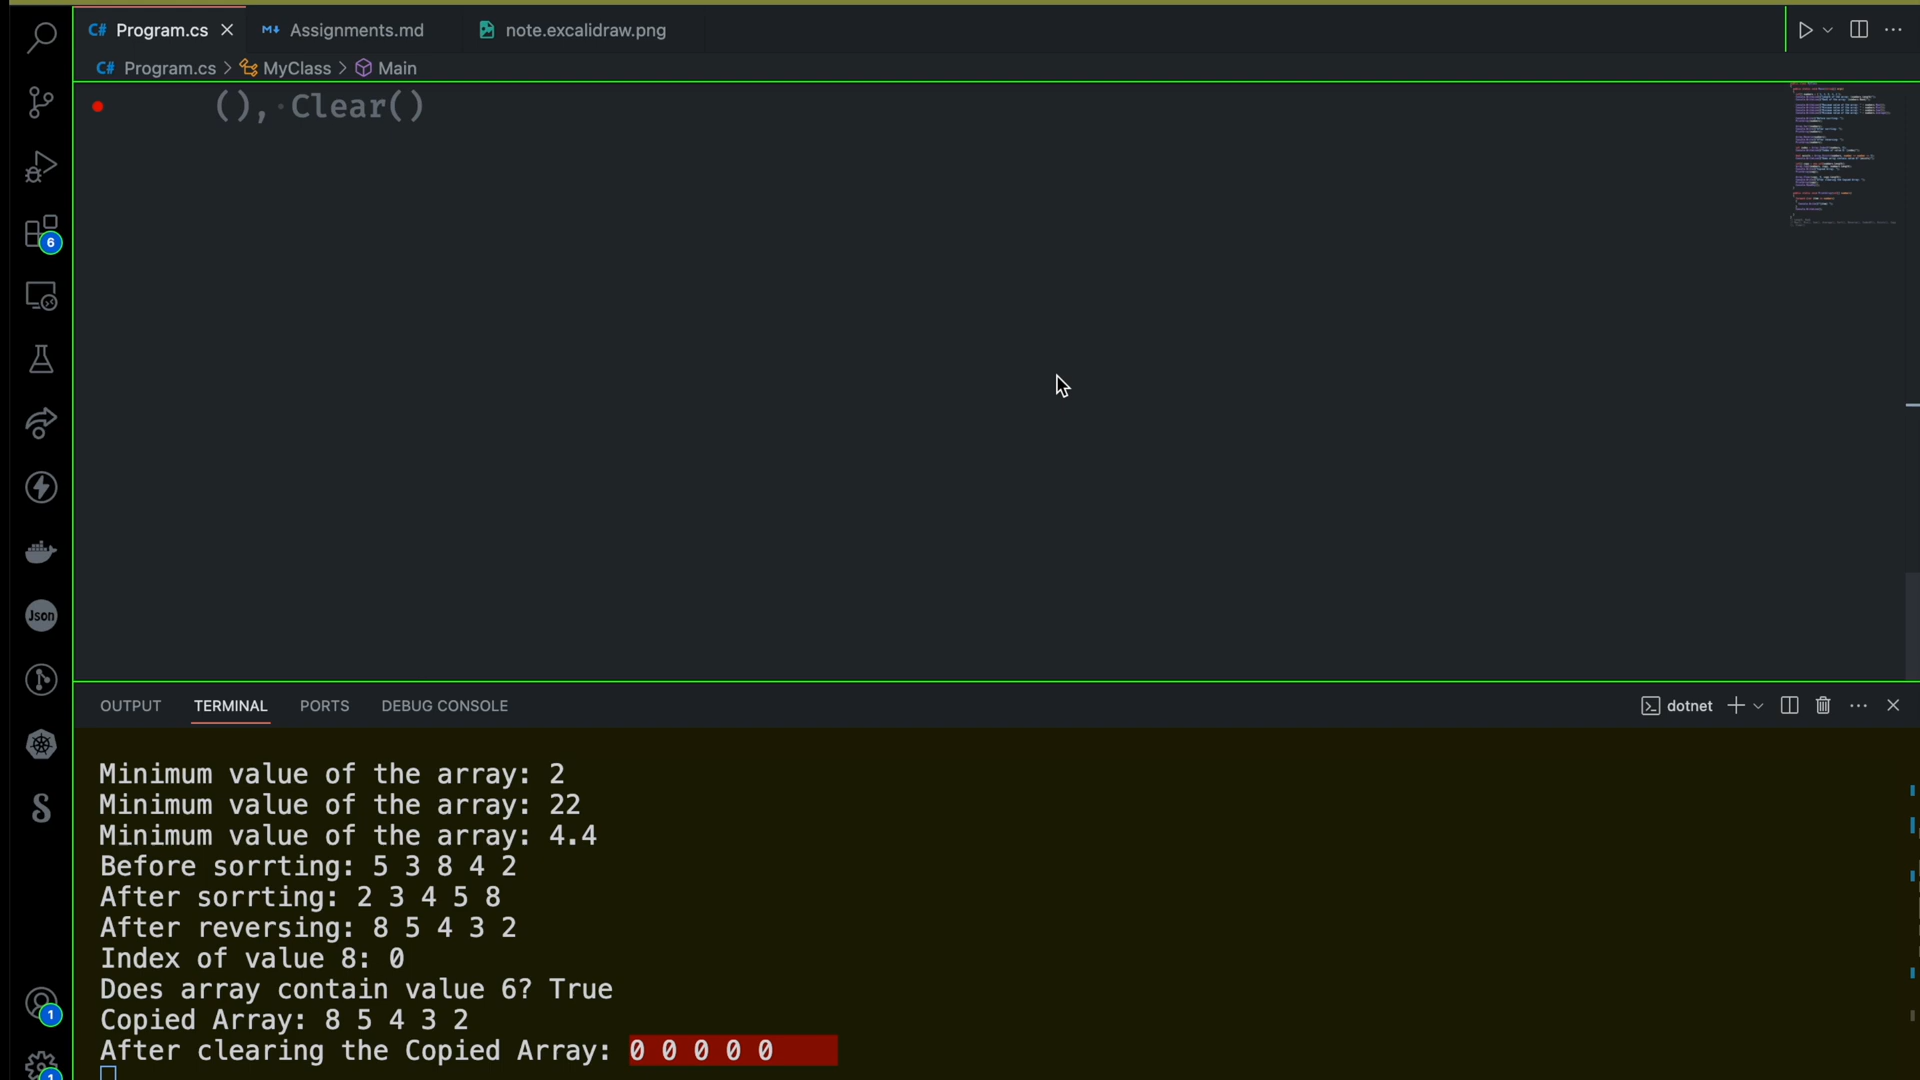 C# Program.cs
M↓ Assignments.md
note.excalidraw.png
C# Program.cs > MyClass > Main
(), Clear()
6
Json
1
1
OUTPUT TERMINAL PORTS DEBUG CONSOLE
dotnet
Minimum value of the array: 2
Minimum value of the array: 22
Minimum value of the array: 4.4
Before sorrting: 5 3 8 4 2
After sorrting: 2 3 4 5 8
After reversing: 8 5 4 3 2
Index of value 8: 0
Does array contain value 6? True
Copied Array: 8 5 4 3 2
After clearing the Copied Array: 0 0 0 0 0